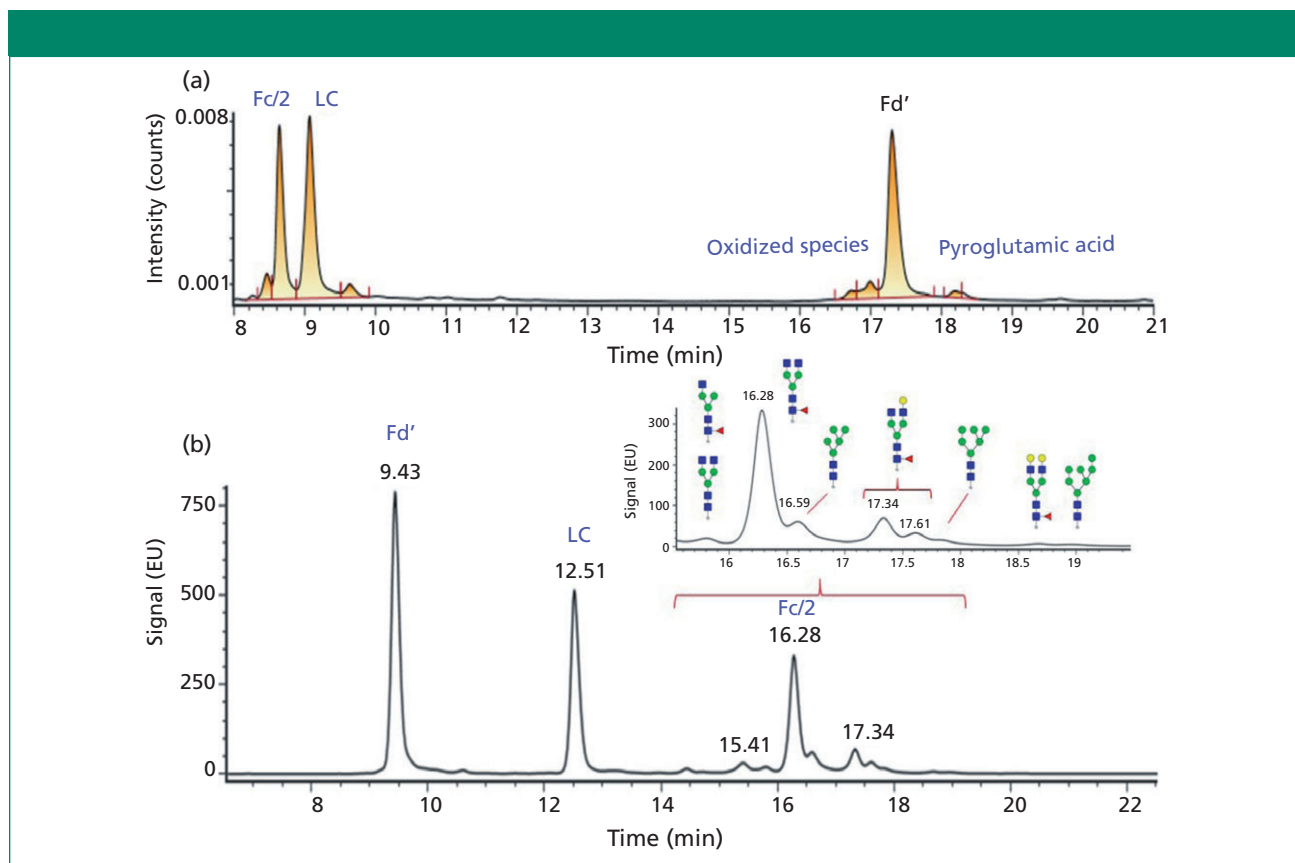 (a)
Fc/2
LC
Fd’
0.008
Intensity (counts)
Oxidized species
Pyroglutamic acid
0.001
8 9 10 11 12 13 14 15 16 17 18 19 20 21
Time (min)
(b)
Fd’
9.43
LC
12.51
750
500
250
0
Signal (EU)
16.28
300
200
100
0
Signal (EU)
16.59
17.34
17.61
16 16.5 17 17.5 18 18.5 19
Fc/2
16.28
15.41
17.34
8 10 12 14 16 18 20 22
Time (min)